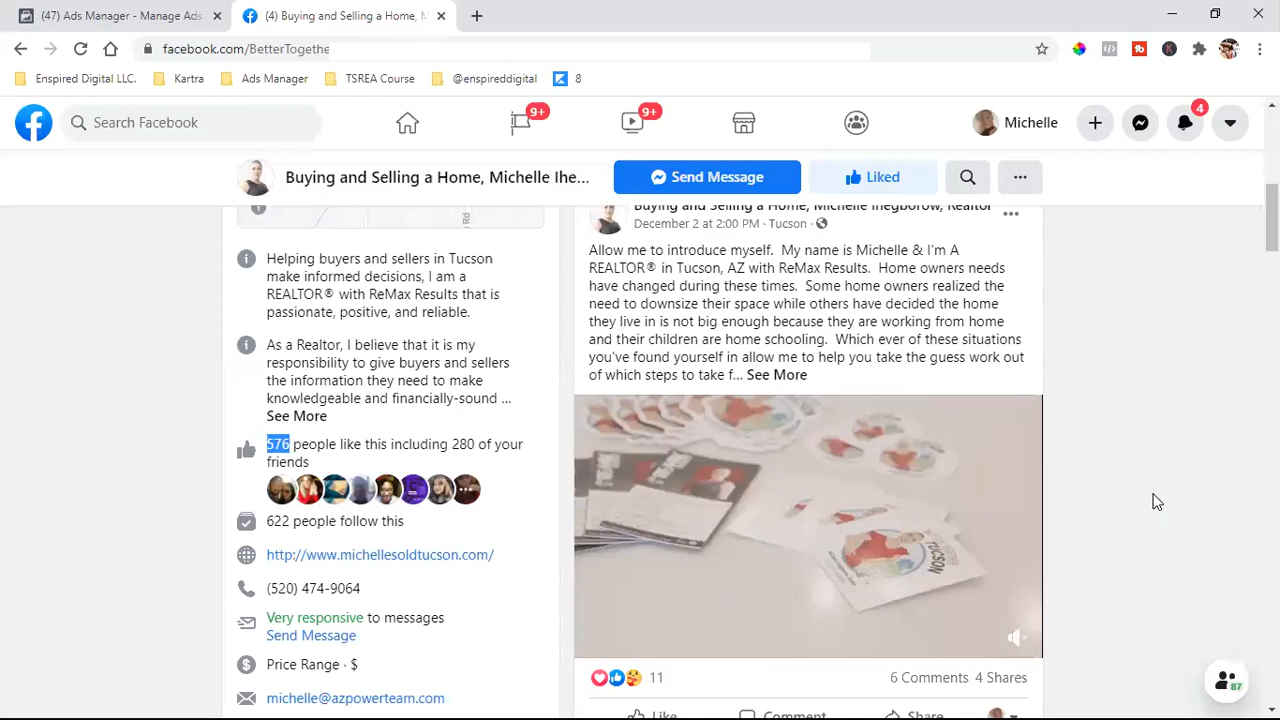 (47) Ads Manager - Manage Ads
(4) Buying and Selling a Home, M
facebook.com/BetterTogethe
Enspired Digital LLC.
Kartra
Ads Manager
TSREA Course
@enspireddigital
8
Search Facebook
9+
9+
Michelle
4
Buying and Selling a Home, Michelle Ihe...
Send Message
Liked
Rd
Helping buyers and sellers in Tucson
make informed decisions, I am a
REALTOR® with ReMax Results that is
passionate, positive, and reliable.
As a Realtor, I believe that it is my
responsibility to give buyers and sellers
the information they need to make
knowledgeable and financially-sound ...
See More
576 people like this including 280 of your
friends
622 people follow this
http://www.michellesoldtucson.com/
(520) 474-9064
Very responsive to messages
Send Message
Price Range · $
michelle@azpowerteam.com
Buying and Selling a Home, Michelle Ihegborow, Realtor
December 2 at 2:00 PM · Tucson ·
Allow me to introduce myself. My name is Michelle & I'm A
REALTOR® in Tucson, AZ with ReMax Results. Home owners needs
have changed during these times. Some home owners realized the
need to downsize their space while others have decided the home
they live in is not big enough because they are working from home
and their children are home schooling. Which ever of these situations
you've found yourself in allow me to help you take the guess work out
of which steps to take f... See More
TUCSON
11
6 Comments 4 Shares
Like
Comment
Share
87